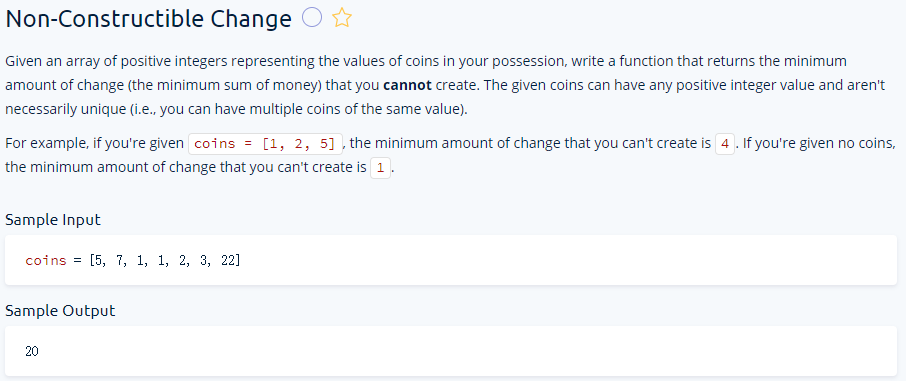 Non-Constructible Change
Given an array of positive integers representing the values of coins in your possession, write a function that returns the minimum
amount of change (the minimum sum of money) that you cannot create. The given coins can have any positive integer value and aren't
necessarily unique (i.e., you can have multiple coins of the same value).
For example, if you're given coins = [1, 2, 5] , the minimum amount of change that you can't create is 4 . If you're given no coins,
the minimum amount of change that you can't create is 1 .
Sample Input
coins = [5, 7, 1, 1, 2, 3, 22]
Sample Output
20